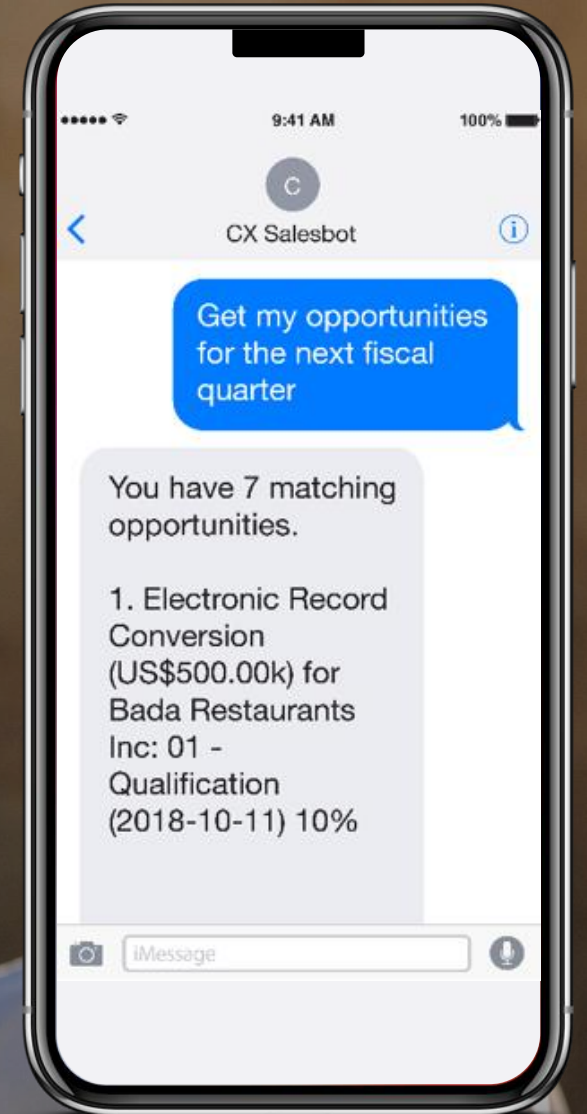 9:41 AM
100%
C
CX Salesbot
Get my opportunities
for the next fiscal
quarter
You have 7 matching
opportunities.
1. Electronic Record
Conversion
(US$500.00k) for
Bada Restaurants
Inc: 01 -
Qualification
(2018-10-11) 10%
iMessage